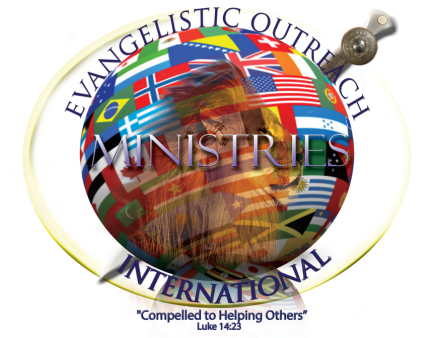 EVANGELISTIC OUTREACH
MINISTRIES
INTERNATIONAL
"Compelled to Helping Others"
Luke 14:23